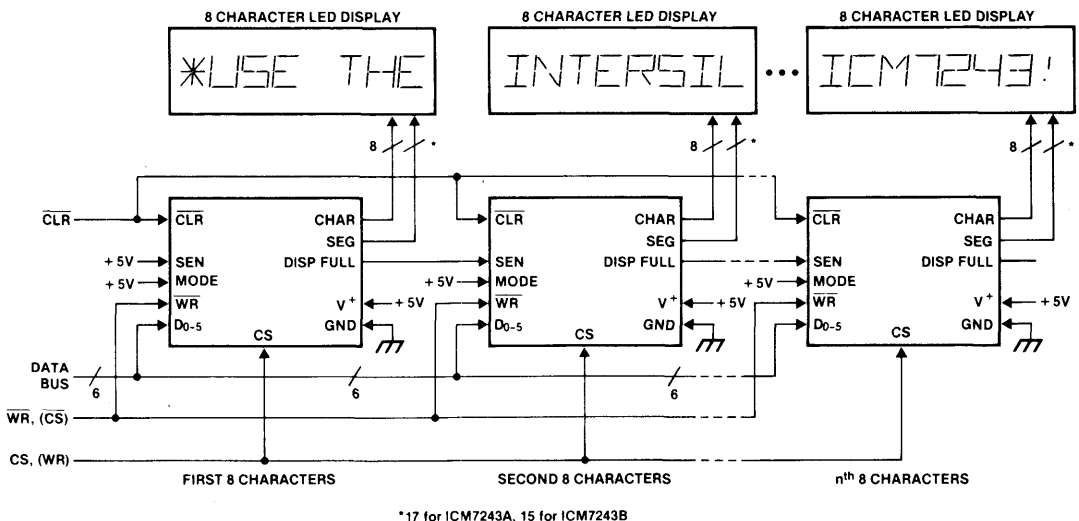 8 CHARACTER LED DISPLAY
8 CHARACTER LED DISPLAY
8 CHARACTER LED DISPLAY
*USE THE
INTERSIL
•••
ICM7243!
8
*
8
*
8
*
CLR
CLR
CHAR
SEG
DISP FULL
+5V
SEN
+5V
MODE
WR
D0-5
V+
+5V
GND
CS
CLR
CHAR
SEG
DISP FULL
SEN
+5V
MODE
WR
D0-5
V+
+5V
GND
CS
CLR
CHAR
SEG
DISP FULL
SEN
+5V
MODE
WR
D0-5
V+
+5V
GND
CS
DATA
BUS
6
6
6
WR, (CS)
CS, (WR)
FIRST 8 CHARACTERS
SECOND 8 CHARACTERS
nth 8 CHARACTERS
*17 for ICM7243A, 15 for ICM7243B